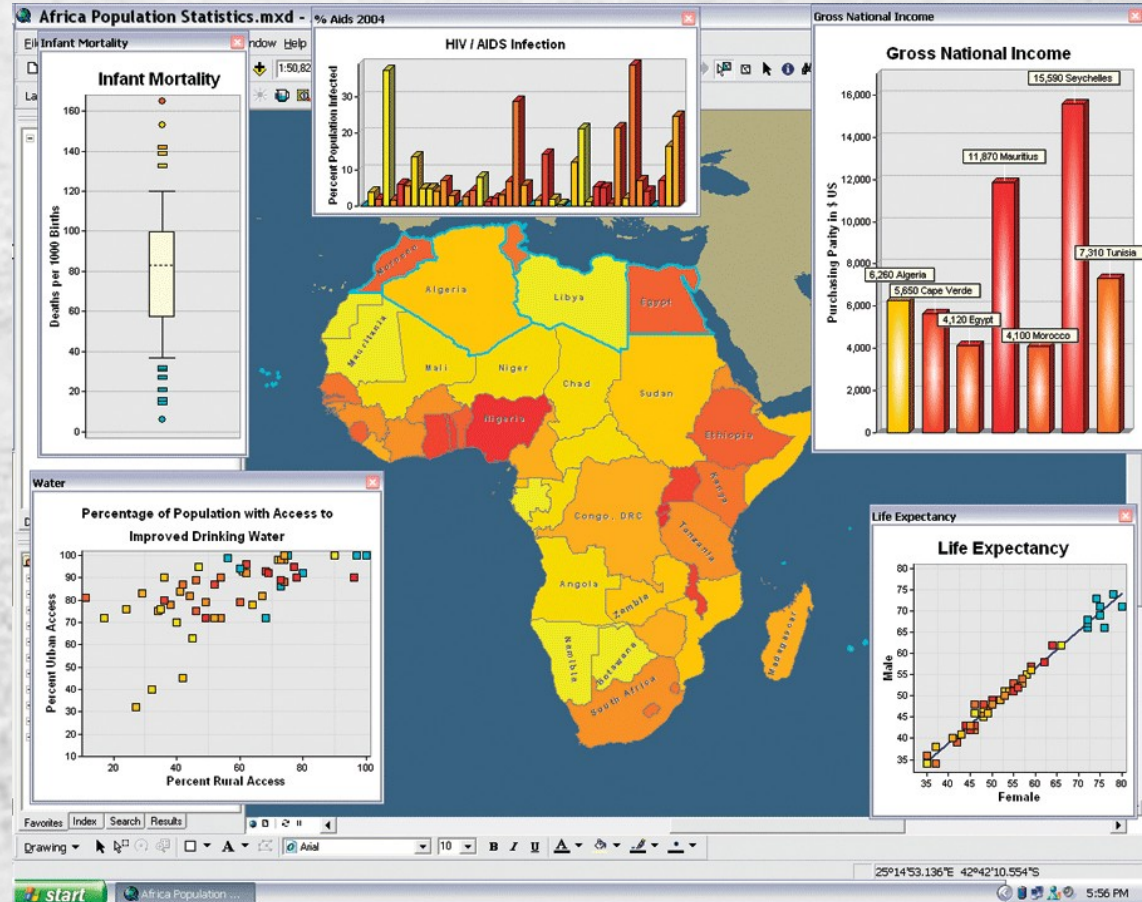 Africa Population Statistics.mxd -
% Aids 2004
Gross National Income
Infant Mortality
ndow Help
1:50,82
HIV / AIDS Infection
Percent Population Infected
30
20
10
0
Infant Mortality
Deaths per 1000 Births
160
140
120
100
80
60
40
20
0
Gross National Income
Purchasing Parity in $ US
16,000
14,000
12,000
10,000
8,000
6,000
4,000
2,000
0
15,590 Seychelles
11,870 Mauritius
7,310 Tunisia
6,260 Algeria
5,650 Cape Verde
4,120 Egypt
4,100 Morocco
Morocco
Algeria
Libya
Egypt
Mauritania
Mali
Niger
Chad
Sudan
Nigeria
Ethiopia
Congo, DRC
Kenya
Tanzania
Angola
Zambia
Namibia
Botswana
Madagascar
South Africa
Water
Percentage of Population with Access to
Improved Drinking Water
Percent Urban Access
100
90
80
70
60
50
40
30
20
10
20
40
60
80
100
Percent Rural Access
Life Expectancy
Life Expectancy
Male
80
75
70
65
60
55
50
45
40
35
35
40
45
50
55
60
65
70
75
80
Female
Favorites Index Search Results
Drawing
Arial
10
B I U A
25°14'53.136"E 42°42'10.554"S
start
Africa Population ...
5:56 PM